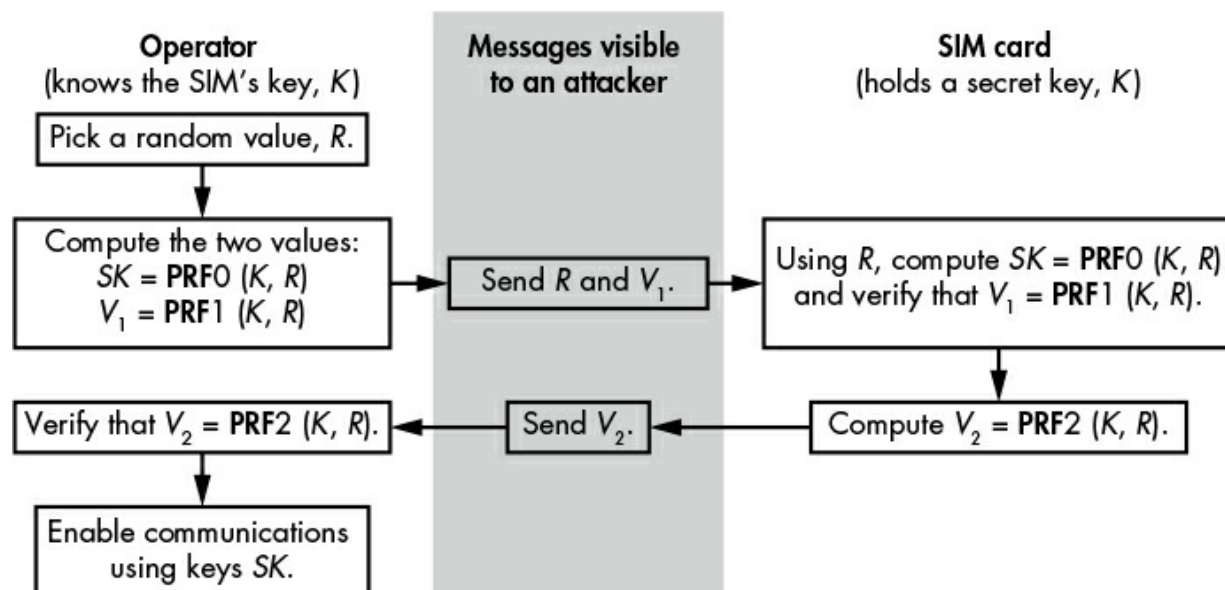 Operator
(knows the SIM's key, K)
Messages visible
to an attacker
SIM card
(holds a secret key, K)
Pick a random value, R.
Compute the two values:
SK = PRF0 (K, R)
V₁ = PRF1 (K, R)
Send R and V₁.
Using R, compute SK = PRF0 (K, R)
and verify that V₁ = PRF1 (K, R).
Verify that V₂ = PRF2 (K, R).
Send V₂.
Compute V₂ = PRF2 (K, R).
Enable communications
using keys SK.